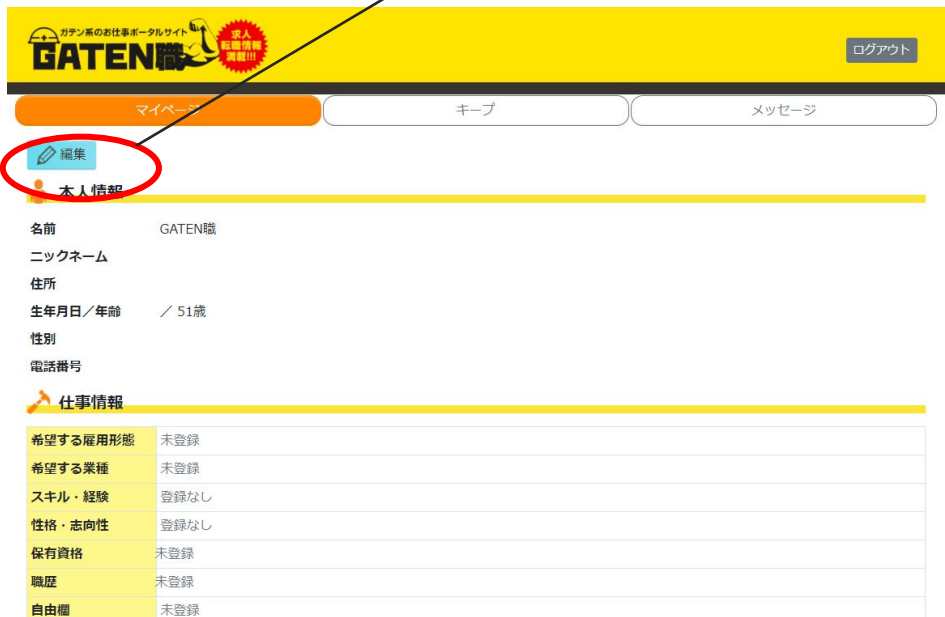 ガテン系のお仕事ポータルサイト
GATEN職
求人
転職情報
満載!!!
ログアウト
マイページ
キープ
メッセージ
編集
本人情報
名前 GATEN職
ニックネーム
住所
生年月日／年齢 ／ 51歳
性別
電話番号
仕事情報
希望する雇用形態 未登録
希望する業種 未登録
スキル・経験 登録なし
性格・志向性 登録なし
保有資格 未登録
職歴 未登録
自由欄 未登録